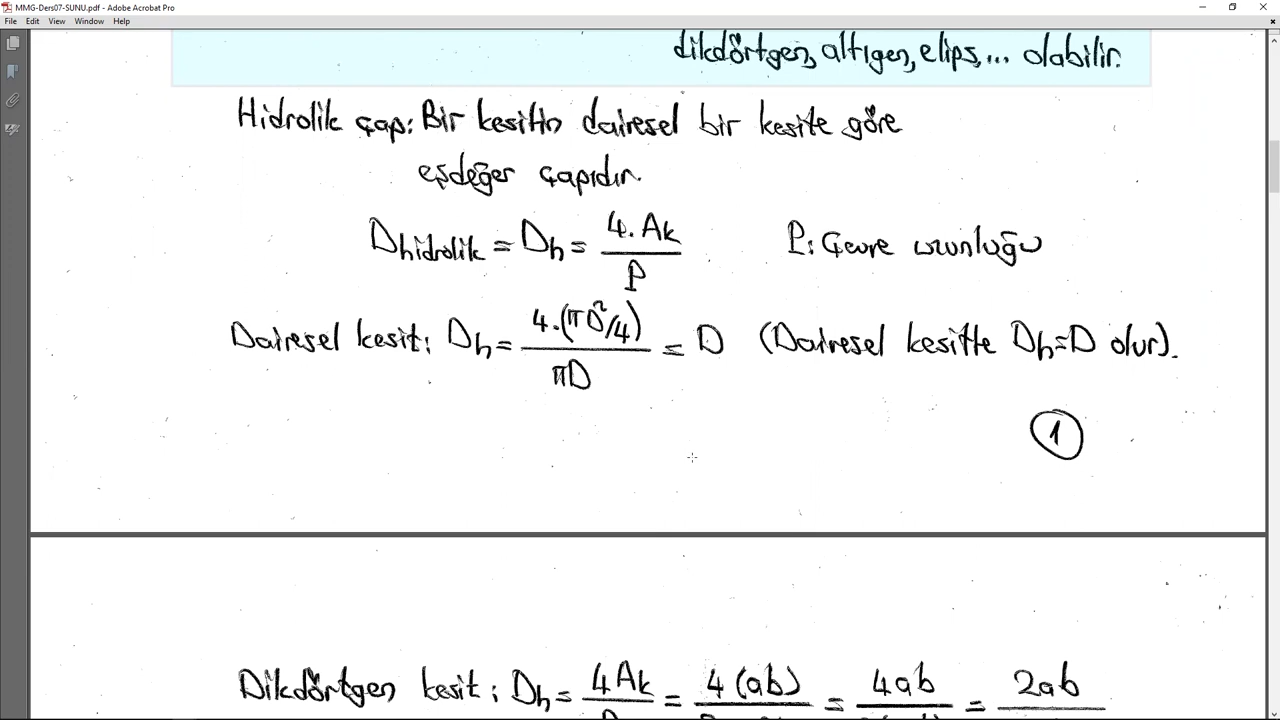 MMG-Ders07-SUNU.pdf - Adobe Acrobat Pro
File Edit View Window Help
dikdörtgen, altıgen, elips,... olabilir.
Hidrolik çap: Bir kesitin dairesel bir kesite göre
eşdeğer çapıdır.
Dhidrolik = Dh = 4.Ak / P P: Çevre uzunluğu
Dairesel kesit: Dh = 4.(πD²/4) / πD = D (Dairesel kesitte Dh=D olur).
1
Dikdörtgen kesit: Dh = 4Ak = 4(ab) = 4ab = 2ab